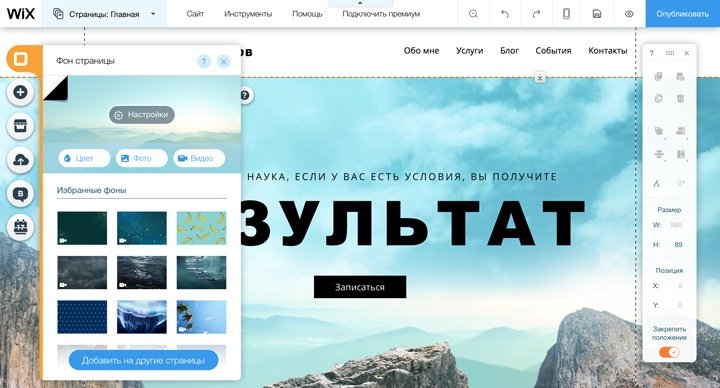 WiX
Страницы: Главная
Сайт
Инструменты
Помощь
Подключить премиум
Опубликовать
Фон страницы
?
Настройки
Цвет
Фото
Видео
Избранные фоны
Добавить на другие страницы
ов
Обо мне
Услуги
Блог
События
Контакты
?
НАУКА, ЕСЛИ У ВАС ЕСТЬ УСЛОВИЯ, ВЫ ПОЛУЧИТЕ
ЗУЛЬТАТ
Записаться
?
0°
Размер
W: 980
H: 89
Позиция
X: 0
Y: 0
Закрепить
положение